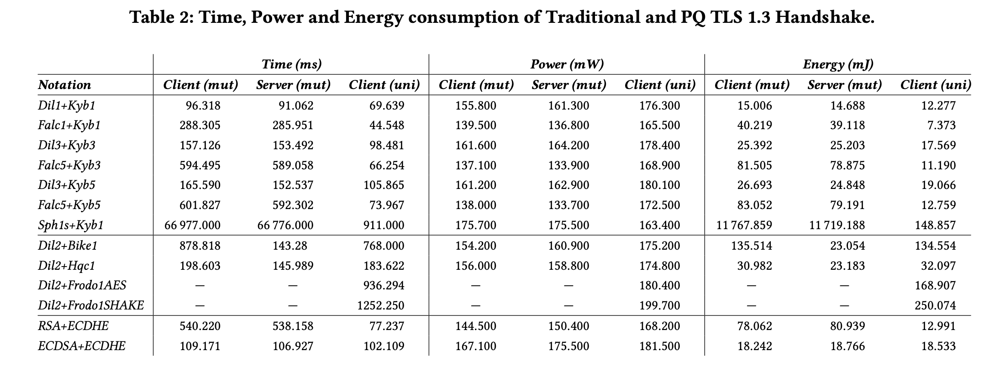 Table 2: Time, Power and Energy consumption of Traditional and PQ TLS 1.3 Handshake.
Time (ms) Power (mW) Energy (mJ)
Notation Client (mut) Server (mut) Client (uni) Client (mut) Server (mut) Client (uni) Client (mut) Server (mut) Client (uni)
Dil1+Kyb1 96.318 91.062 69.639 155.800 161.300 176.300 15.006 14.688 12.277
Falc1+Kyb1 288.305 285.951 44.548 139.500 136.800 165.500 40.219 39.118 7.373
Dil3+Kyb3 157.126 153.492 98.481 161.600 164.200 178.400 25.392 25.203 17.569
Falc5+Kyb3 594.495 589.058 66.254 137.100 133.900 168.900 81.505 78.875 11.190
Dil3+Kyb5 165.590 152.537 105.865 161.200 162.900 180.100 26.693 24.848 19.066
Falc5+Kyb5 601.827 592.302 73.967 138.000 133.700 172.500 83.052 79.191 12.759
Sph1s+Kyb1 66 977.000 66 776.000 911.000 175.700 175.500 163.400 11 767.859 11 719.188 148.857
Dil2+Bike1 878.818 143.28 768.000 154.200 160.900 175.200 135.514 23.054 134.554
Dil2+Hqc1 198.603 145.989 183.622 156.000 158.800 174.800 30.982 23.183 32.097
Dil2+Frodo1AES — — 936.294 — — 180.400 — — 168.907
Dil2+Frodo1SHAKE — — 1252.250 — — 199.700 — — 250.074
RSA+ECDHE 540.220 538.158 77.237 144.500 150.400 168.200 78.062 80.939 12.991
ECDSA+ECDHE 109.171 106.927 102.109 167.100 175.500 181.500 18.242 18.766 18.533